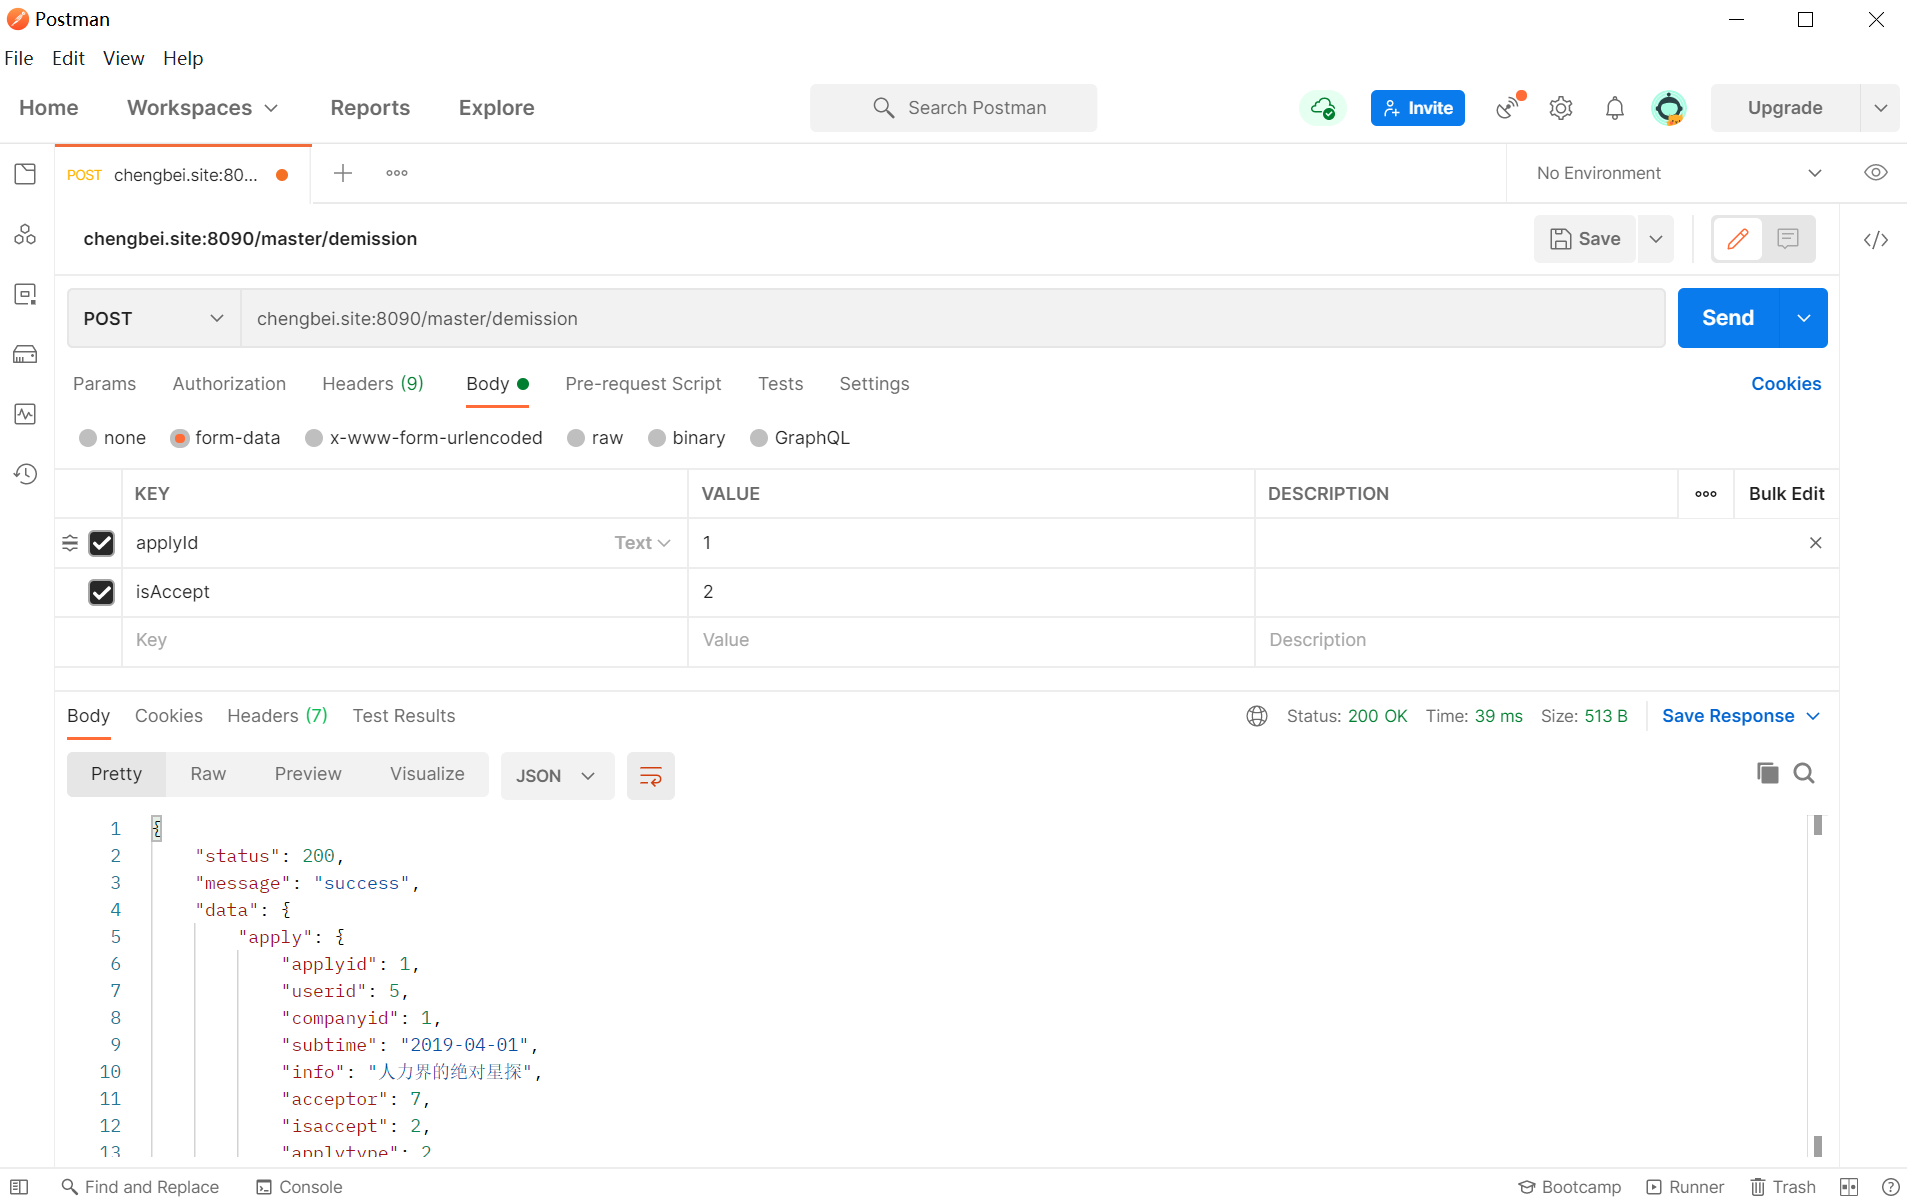 Postman
File Edit View Help
Home Workspaces Reports Explore Search Postman Invite Upgrade
POST chengbei.site:80... No Environment
chengbei.site:8090/master/demission Save
POST chengbei.site:8090/master/demission Send
Params Authorization Headers (9) Body Pre-request Script Tests Settings Cookies
none form-data x-www-form-urlencoded raw binary GraphQL
KEY VALUE DESCRIPTION Bulk Edit
applyId Text 1
isAccept 2
Key Value Description
Body Cookies Headers (7) Test Results Status: 200 OK Time: 39 ms Size: 513 B Save Response
Pretty Raw Preview Visualize JSON
1 {
2 "status": 200,
3 "message": "success",
4 "data": {
5 "apply": {
6 "applyid": 1,
7 "userid": 5,
8 "companyid": 1,
9 "subtime": "2019-04-01",
10 "info": "人力界的绝对星探",
11 "acceptor": 7,
12 "isaccept": 2,
13 "applytype": 2
Find and Replace Console Bootcamp Runner Trash